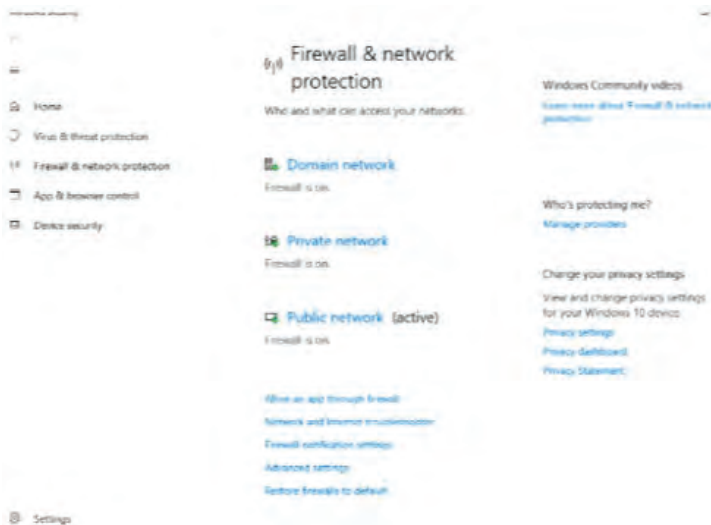 Home
Virus & threat protection
Firewall & network protection
App & browser control
Device security
Settings
Firewall & network
protection
Who and what can access your networks.
Domain network
Firewall is on.
Private network
Firewall is on.
Public network (active)
Firewall is on.
Allow an app through firewall
Network and Internet troubleshooter
Firewall notification settings
Advanced settings
Restore firewalls to default
Windows Community videos
Learn more about Firewall & network
protection
Who's protecting me?
Manage providers
Change your privacy settings
View and change privacy settings
for your Windows 10 device.
Privacy settings
Privacy dashboard
Privacy Statement